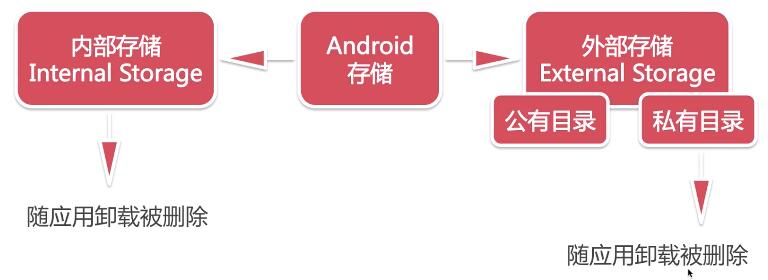 内部存储
Internal Storage
Android
存储
外部存储
External Storage
公有目录
私有目录
随应用卸载被删除
随应用卸载被删除